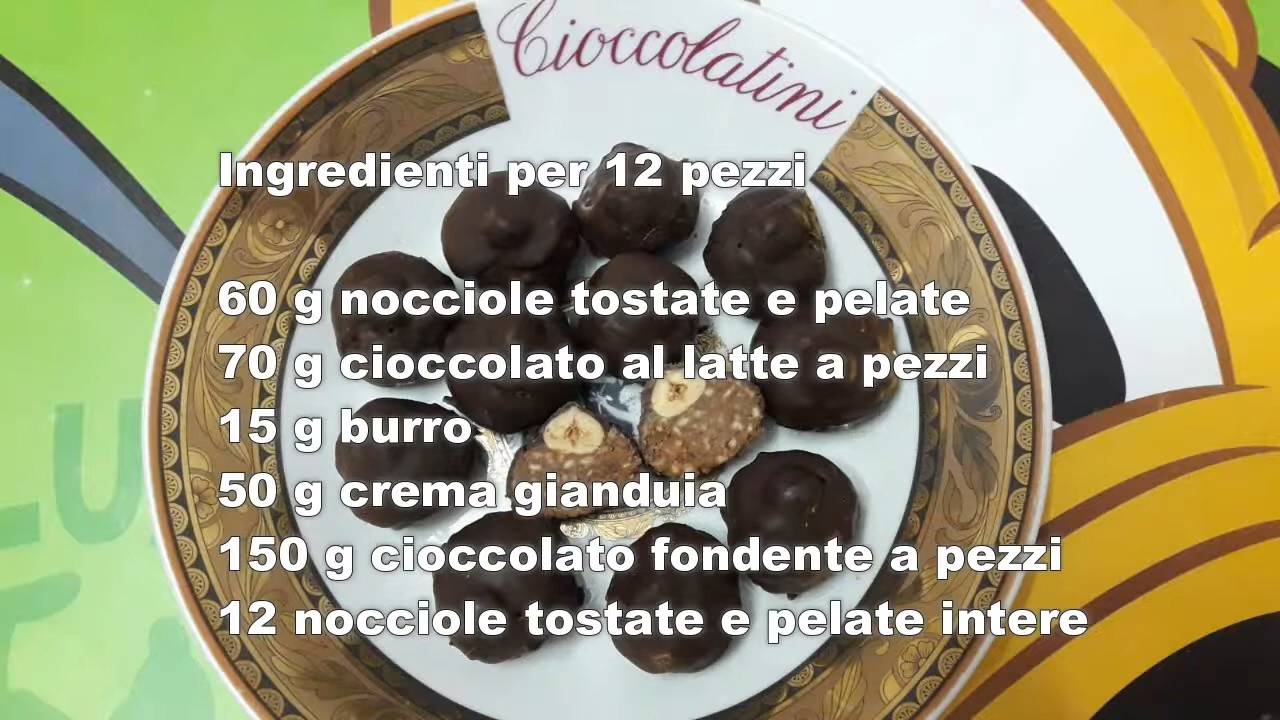 Cioccolatini
Ingredienti per 12 pezzi
60 g nocciole tostate e pelate
70 g cioccolato al latte a pezzi
15 g burro
50 g crema gianduia
150 g cioccolato fondente a pezzi
12 nocciole tostate e pelate intere